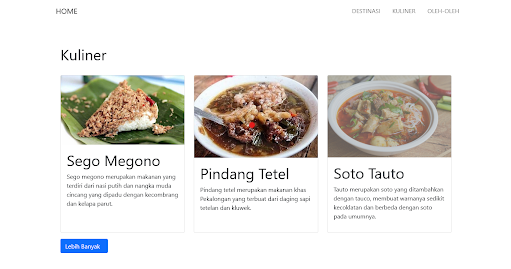 HOME DESTINASI KULINER OLEH-OLEH
Kuliner
Sego Megono
Sego megono merupakan makanan yang
terdiri dari nasi putih dan nangka muda
cincang yang dipadu dengan kecombrang
dan kelapa parut.
Pindang Tetel
Pindang tetel merupakan makanan khas
Pekalongan yang terbuat dari daging sapi
tetelan dan kluwek.
Soto Tauto
Tauto merupakan soto yang ditambahkan
dengan tauco, membuat warnanya sedikit
kecoklatan dan berbeda dengan soto
pada umumnya.
Lebih Banyak